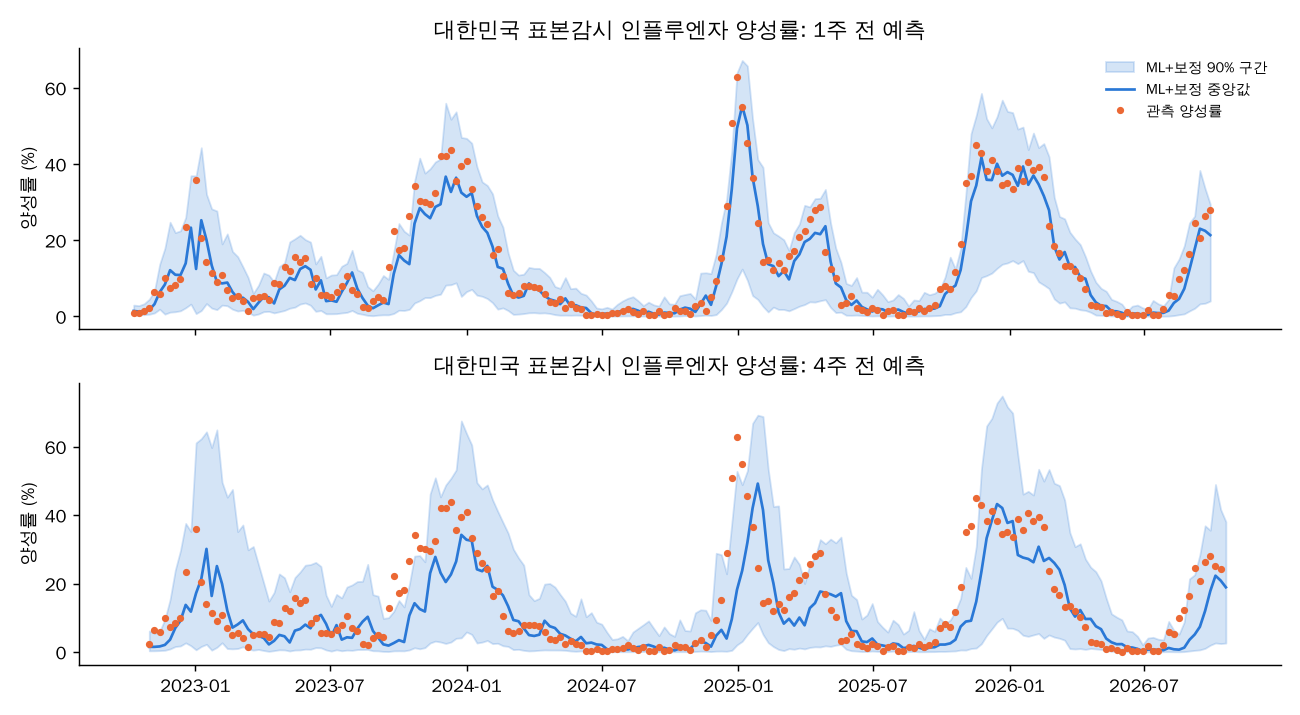 대한민국 표본감시 인플루엔자 양성률: 1주 전 예측
양성률 (%)
60
40
20
0
ML+보정 90% 구간
ML+보정 중앙값
관측 양성률
대한민국 표본감시 인플루엔자 양성률: 4주 전 예측
양성률 (%)
60
40
20
0
2023-01 2023-07 2024-01 2024-07 2025-01 2025-07 2026-01 2026-07